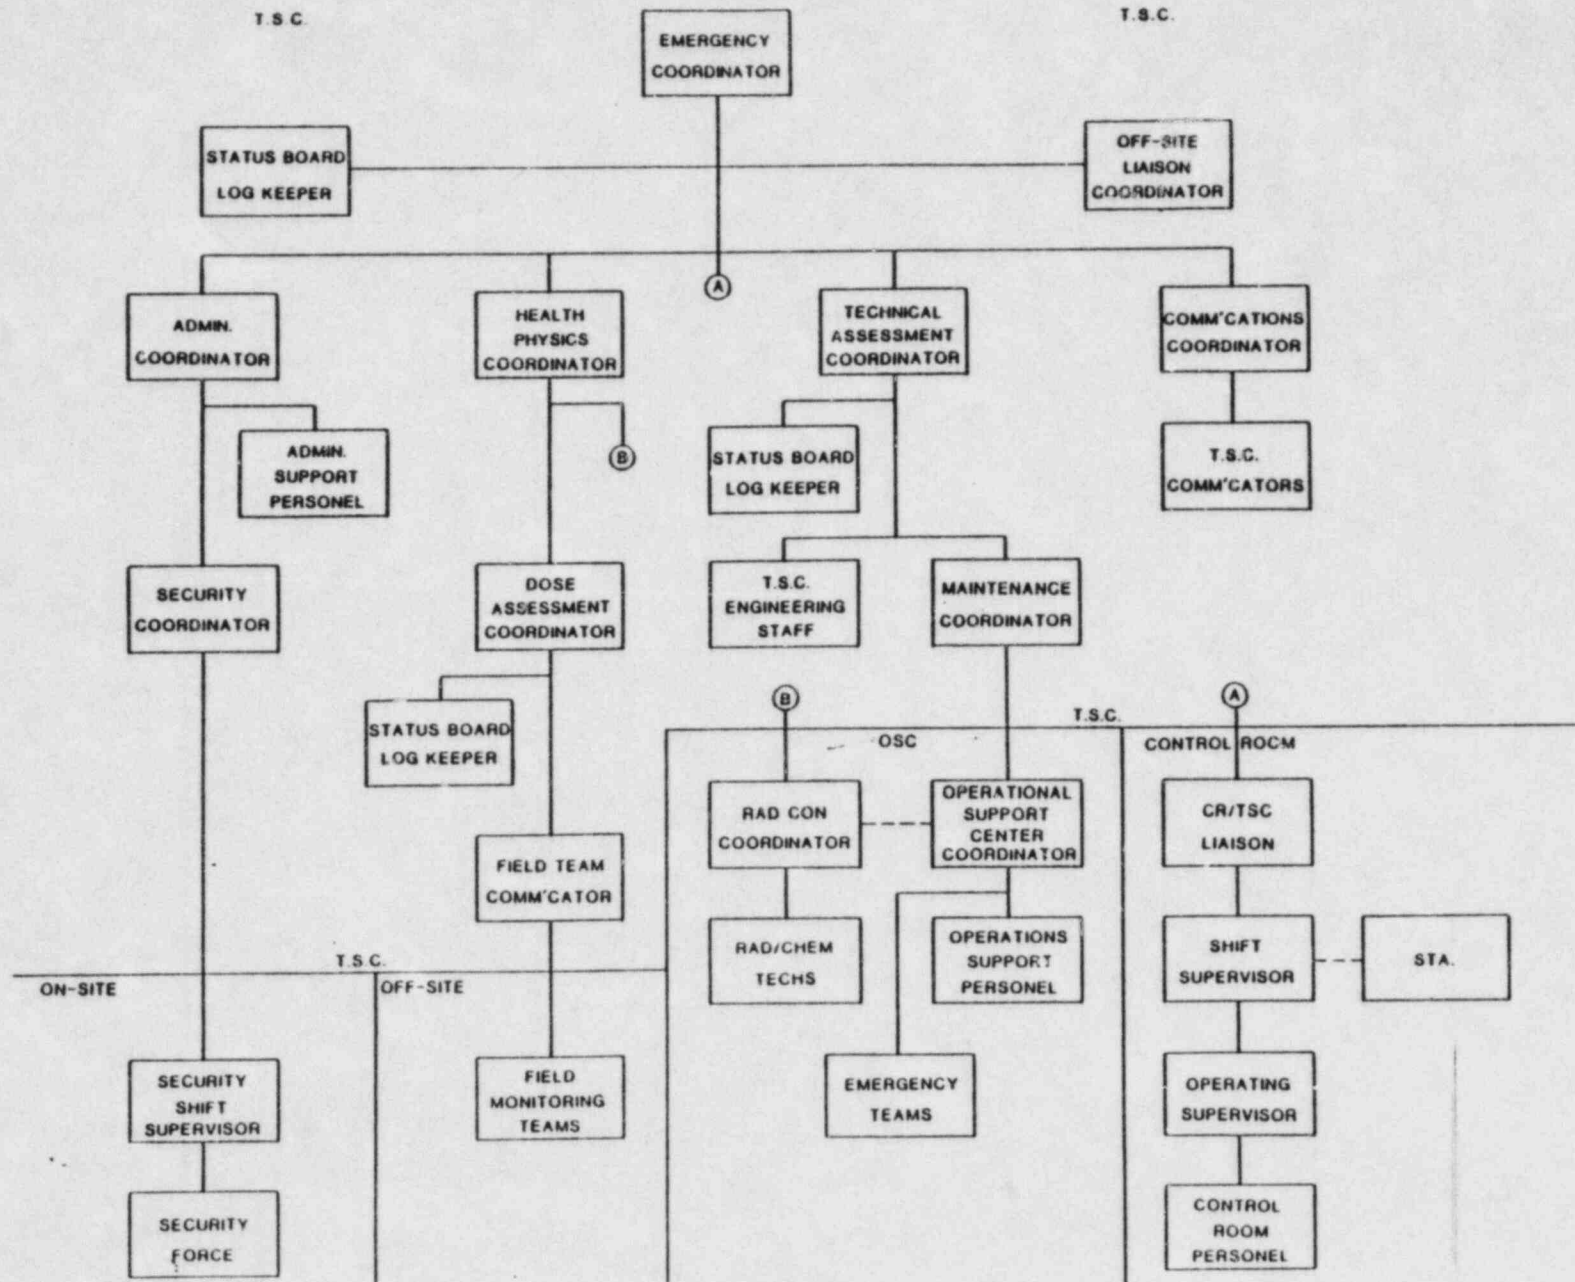 T.S.C.
T.S.C.
EMERGENCY
COORDINATOR
STATUS BOARD
LOG KEEPER
OFF-SITE
LIAISON
COORDINATOR
A
ADMIN.
COORDINATOR
HEALTH
PHYSICS
COORDINATOR
TECHNICAL
ASSESSMENT
COORDINATOR
COMM'CATIONS
COORDINATOR
ADMIN.
SUPPORT
PERSONEL
B
STATUS BOARD
LOG KEEPER
T.S.C.
COMM'CATORS
SECURITY
COORDINATOR
DOSE
ASSESSMENT
COORDINATOR
T.S.C.
ENGINEERING
STAFF
MAINTENANCE
COORDINATOR
STATUS BOARD
LOG KEEPER
B
A
T.S.C.
OSC
CONTROL ROOM
RAD CON
COORDINATOR
OPERATIONAL
SUPPORT
CENTER
COORDINATOR
CR/TSC
LIAISON
FIELD TEAM
COMM'CATOR
RAD/CHEM
TECHS
OPERATIONS
SUPPORT
PERSONEL
SHIFT
SUPERVISOR
STA.
T.S.C.
ON-SITE
OFF-SITE
SECURITY
SHIFT
SUPERVISOR
FIELD
MONITORING
TEAMS
EMERGENCY
TEAMS
OPERATING
SUPERVISOR
SECURITY
FORCE
CONTROL
ROOM
PERSONEL